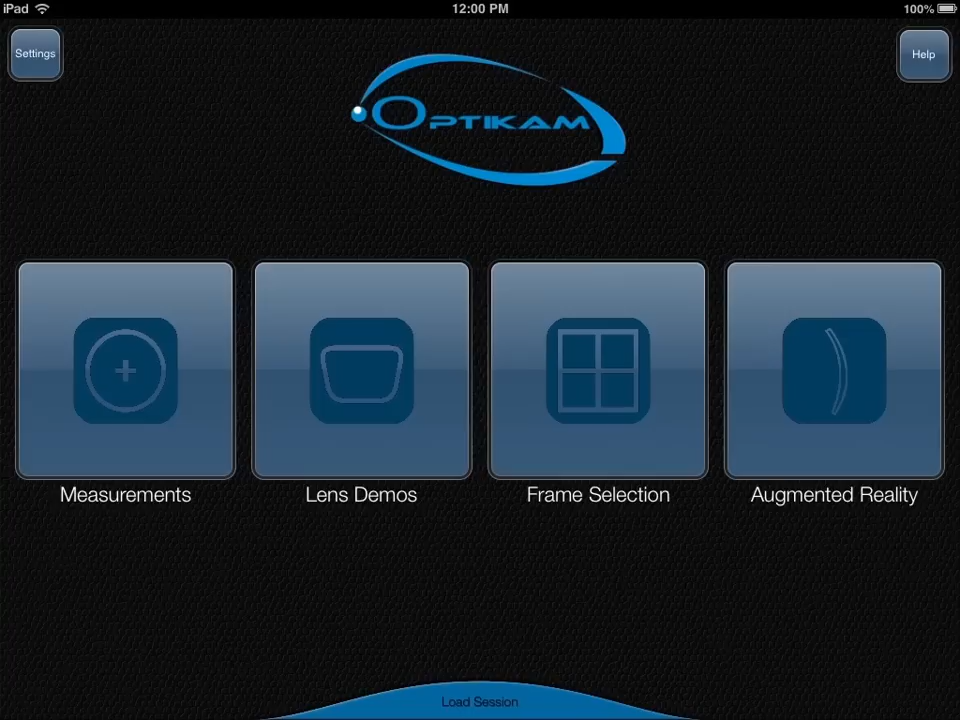 iPad
12:00 PM
100%
Settings
Help
OPTIKAM
Measurements
Lens Demos
Frame Selection
Augmented Reality
Load Session